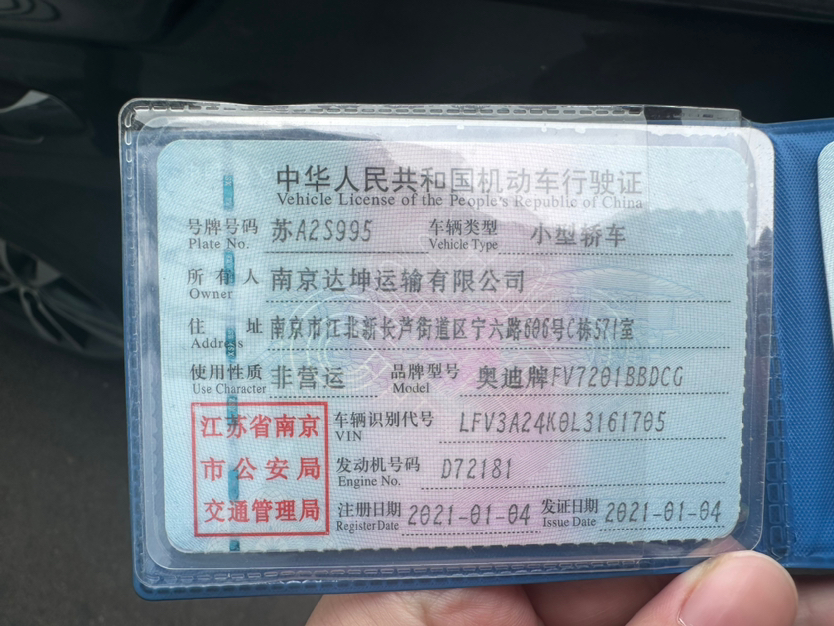 中华人民共和国机动车行驶证
Vehicle License of the People's Republic of China
号牌号码 苏A2S995 车辆类型 小型轿车
Plate No. Vehicle Type
所有人 南京达坤运输有限公司
Owner
住址 南京市江北新长芦街道区宁六路606号C栋571室
Address
使用性质 非营运 品牌型号 奥迪牌FV7201BBDCG
Use Character Model
车辆识别代号 LFV3A24K0L3161705
VIN
发动机号码 D72181
Engine No.
注册日期 2021-01-04 发证日期 2021-01-04
Register Date Issue Date
江苏省南京
市公安局
交通管理局